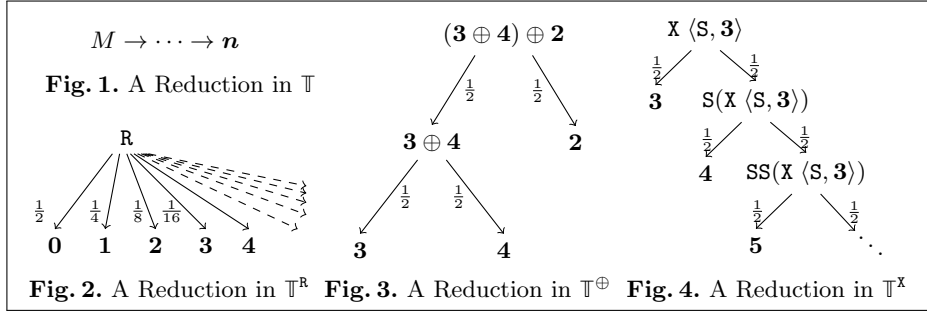 M → ⋯ → n
Fig. 1. A Reduction in 𝕋
R
1/2 1/4 1/8 1/16
0 1 2 3 4
Fig. 2. A Reduction in 𝕋^R
(3 ⊕ 4) ⊕ 2
1/2 1/2
3 ⊕ 4 2
1/2 1/2
3 4
Fig. 3. A Reduction in 𝕋^⊕
X ⟨S, 3⟩
1/2 1/2
3 S(X ⟨S, 3⟩)
1/2 1/2
4 SS(X ⟨S, 3⟩)
1/2 1/2
5 ⋱
Fig. 4. A Reduction in 𝕋^X